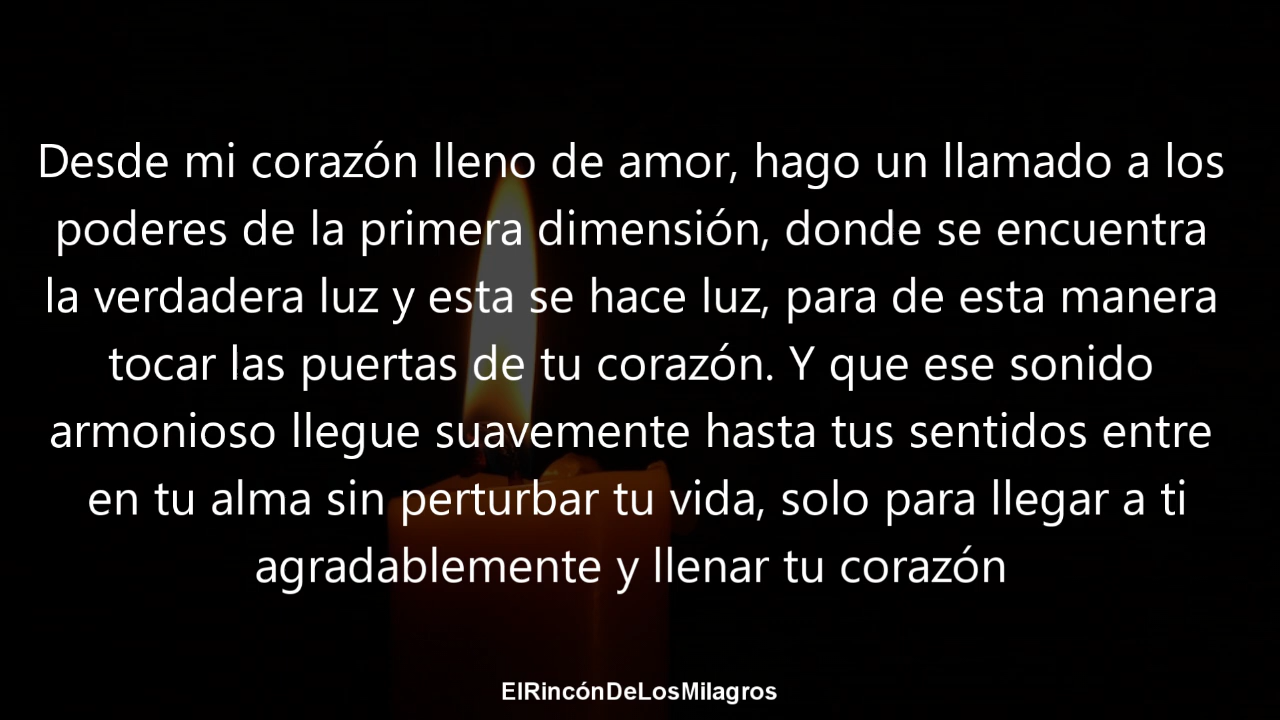 Desde mi corazón lleno de amor, hago un llamado a los
poderes de la primera dimensión, donde se encuentra
la verdadera luz y esta se hace luz, para de esta manera
tocar las puertas de tu corazón. Y que ese sonido
armonioso llegue suavemente hasta tus sentidos entre
en tu alma sin perturbar tu vida, solo para llegar a ti
agradablemente y llenar tu corazón
ElRincónDeLosMilagros